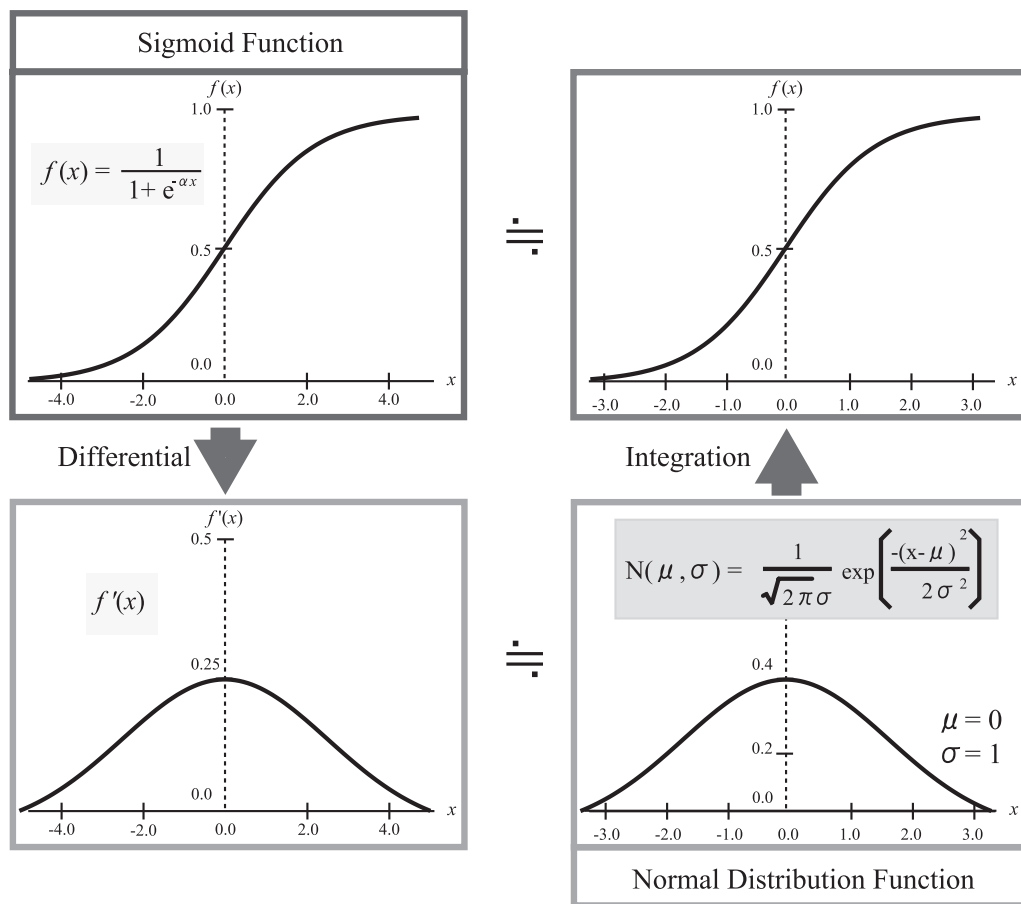 Sigmoid Function
f(x)
1.0
f(x) = 1 / 1+ e^-αx
0.5
0.0
x
-4.0 -2.0 0.0 2.0 4.0
≒
f(x)
1.0
0.5
0.0
x
-3.0 -2.0 -1.0 0.0 1.0 2.0 3.0
Differential
Integration
f'(x)
0.5
f'(x)
0.25
0.0
x
-4.0 -2.0 0.0 2.0 4.0
≒
N(μ,σ) = 1 / √2πσ exp(-(x-μ)^2 / 2σ^2)
0.4
μ = 0
σ = 1
0.2
0.0
x
-3.0 -2.0 -1.0 0.0 1.0 2.0 3.0
Normal Distribution Function